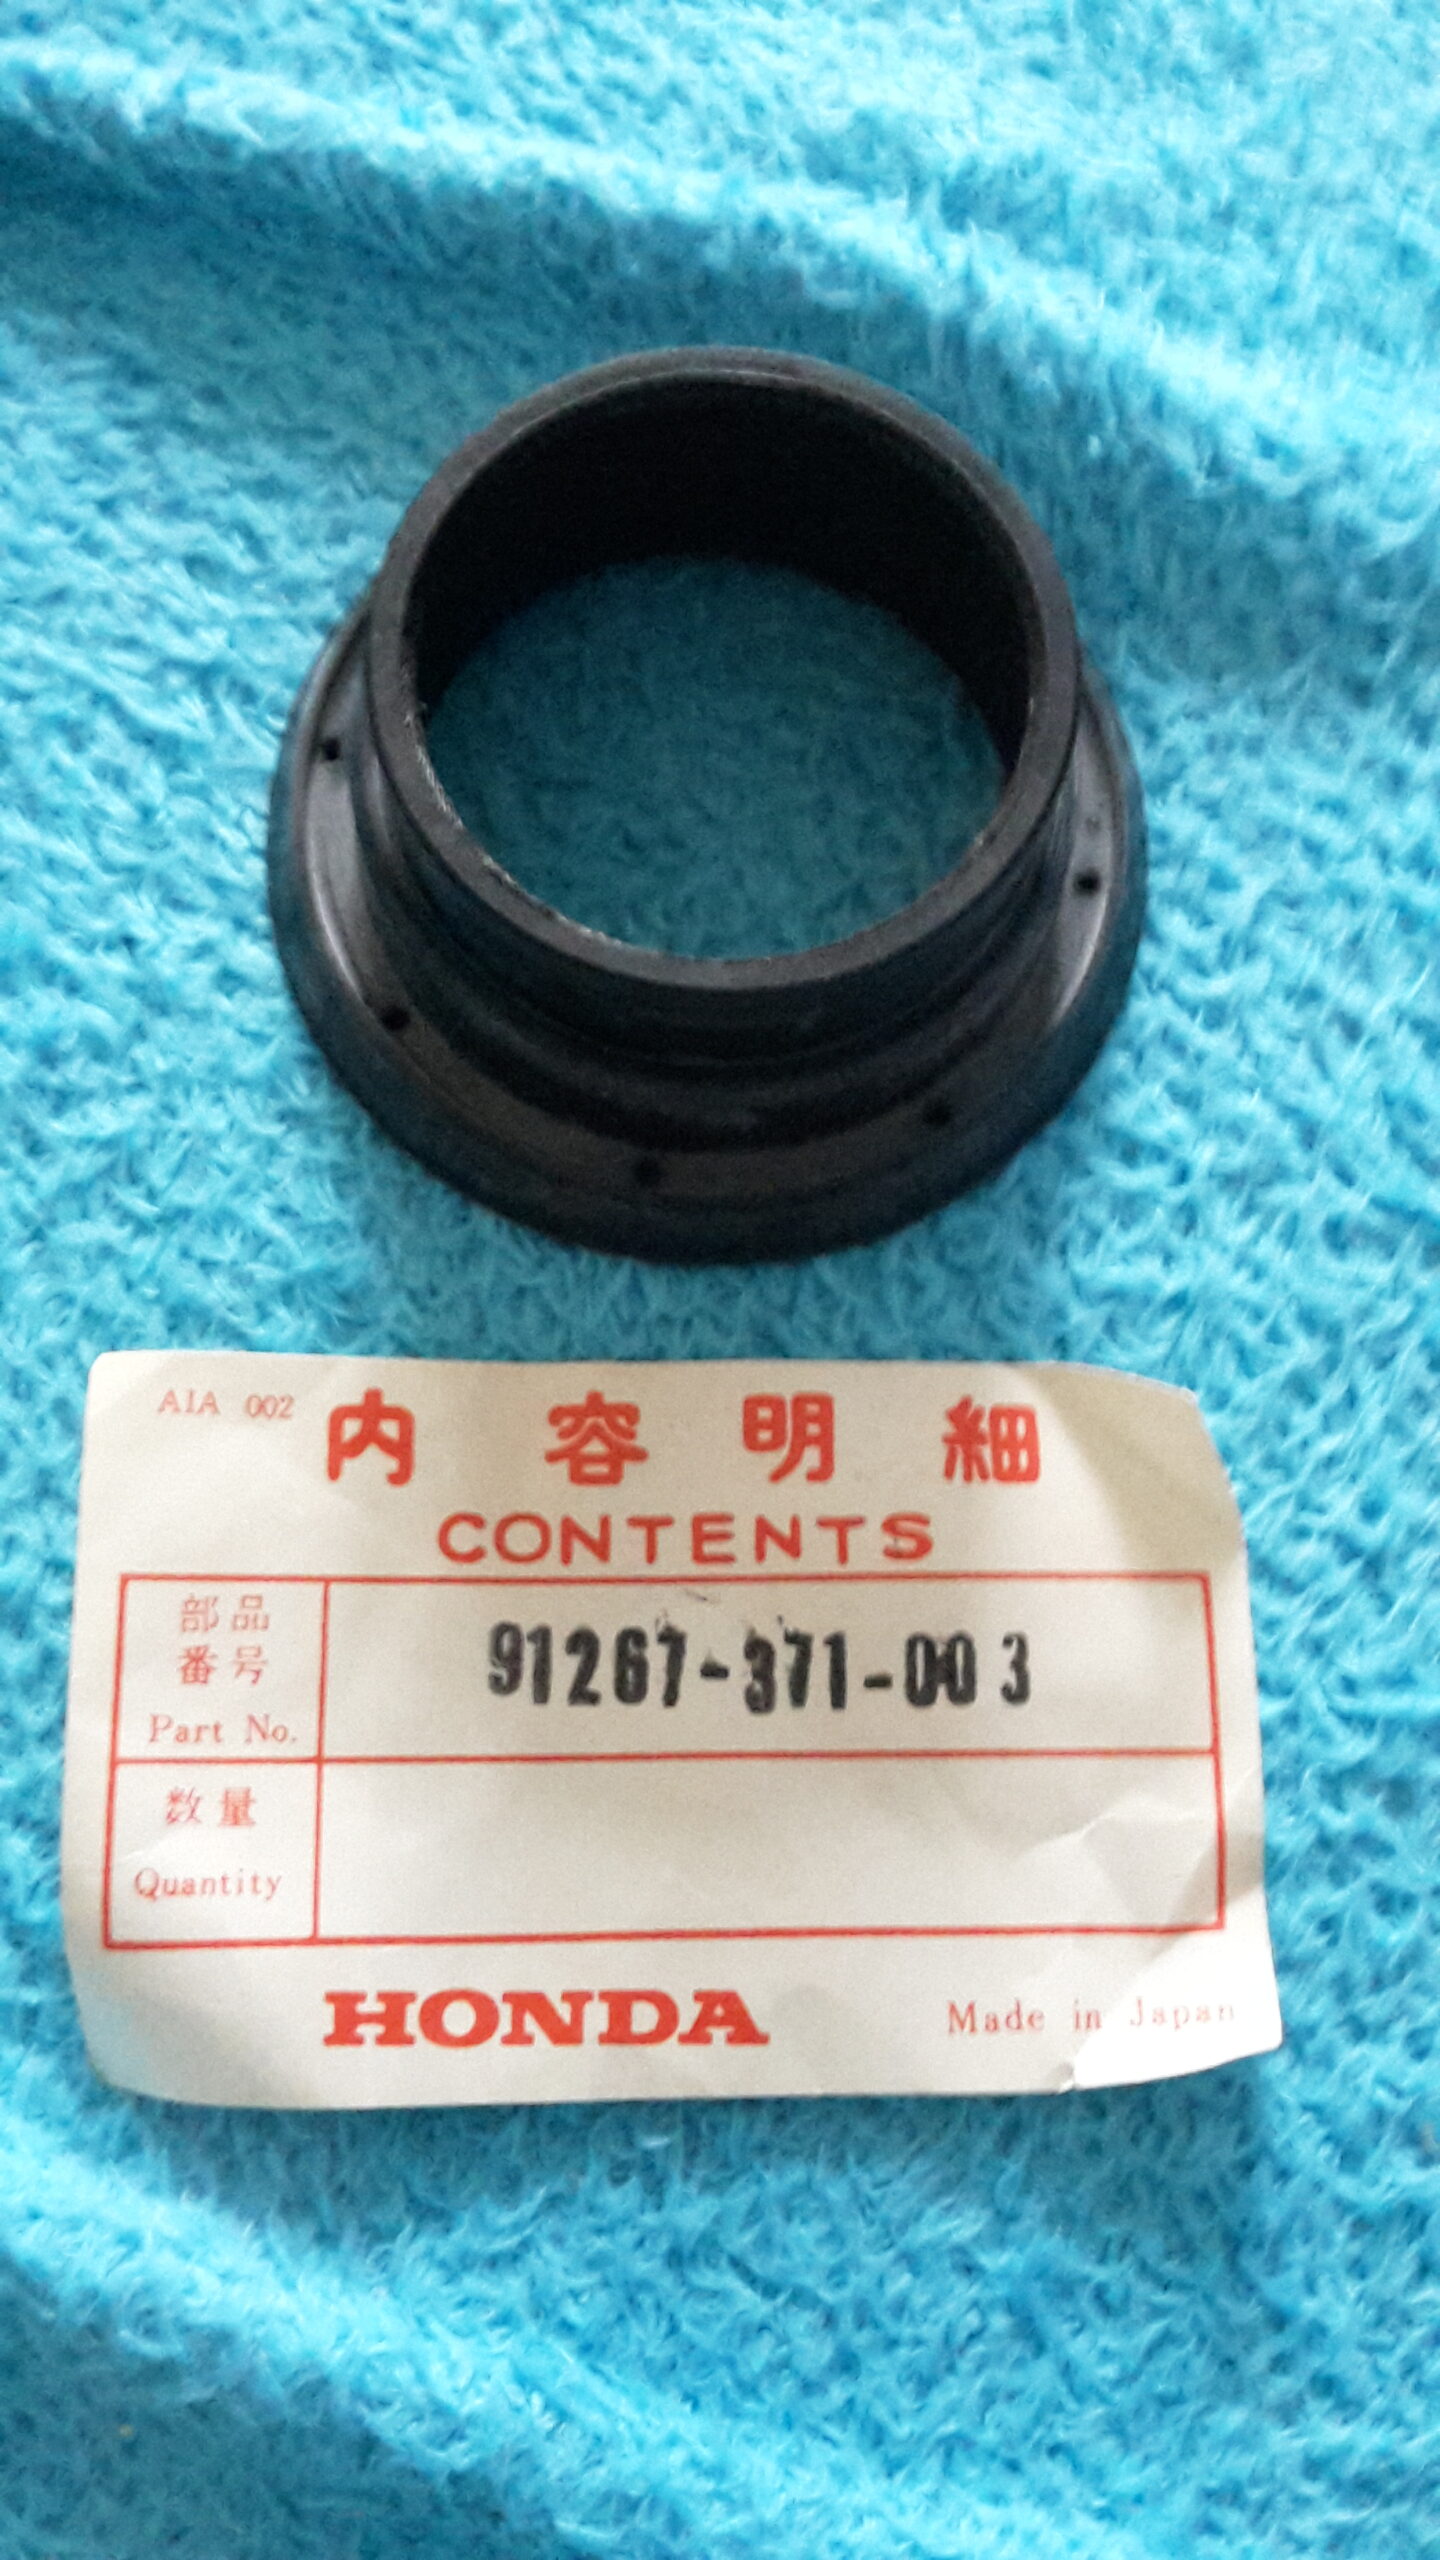 AIA 002 内容明細
CONTENTS
部品
番号
Part No.
91267-371-003
数量
Quantity
HONDA
Made in Japan